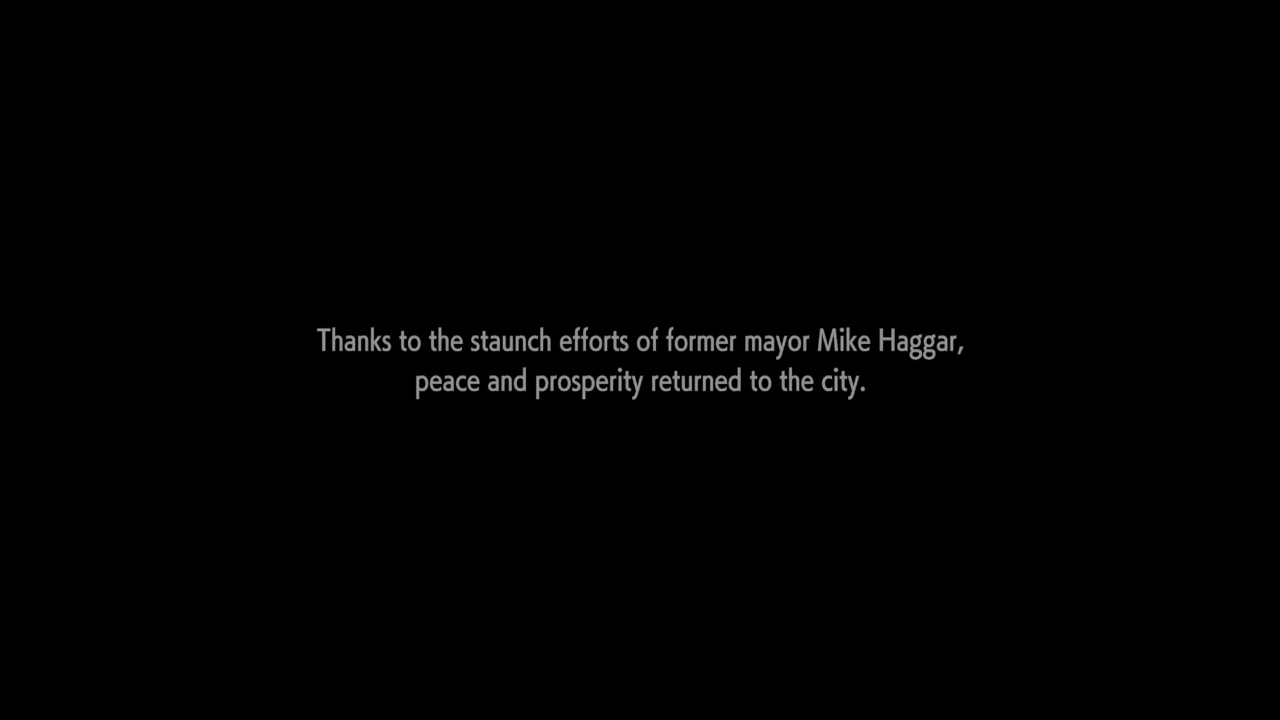 Thanks to the staunch efforts of former mayor Mike Haggar,
peace and prosperity returned to the city.